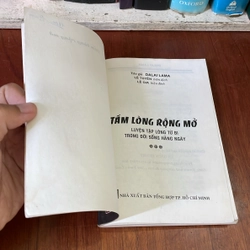 Tác giả: DALAI LAMA
TẤM LÒNG RỘNG MỞ
LUYỆN TẬP LÒNG TỪ BI
TRONG ĐỜI SỐNG HÀNG NGÀY
NHÀ XUẤT BẢN TỔNG HỢP TP. HỒ CHÍ MINH